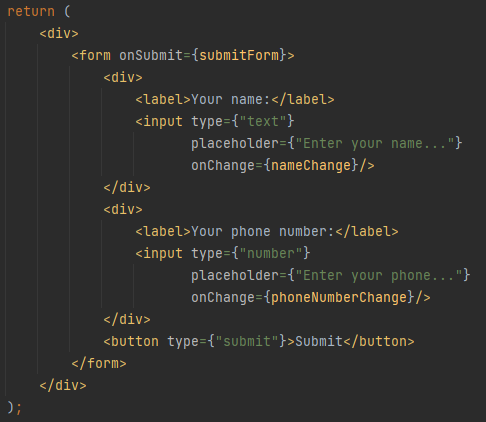 return (
    <div>
        <form onSubmit={submitForm}>
            <div>
                <label>Your name:</label>
                <input type={"text"}
                       placeholder={"Enter your name..."}
                       onChange={nameChange}/>
            </div>
            <div>
                <label>Your phone number:</label>
                <input type={"number"}
                       placeholder={"Enter your phone..."}
                       onChange={phoneNumberChange}/>
            </div>
            <button type={"submit"}>Submit</button>
        </form>
    </div>
);